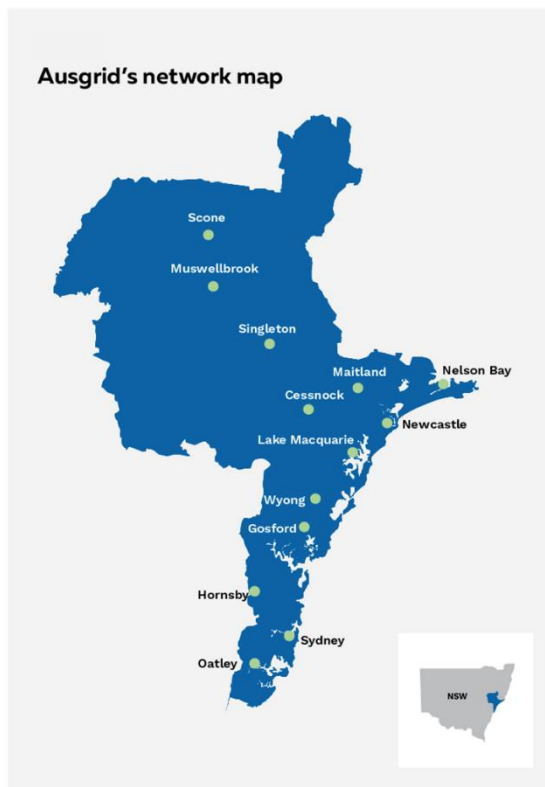 Ausgrid's network map
Scone
Muswellbrook
Singleton
Maitland
Nelson Bay
Cessnock
Newcastle
Lake Macquarie
Wyong
Gosford
Hornsby
Sydney
Oatley
NSW